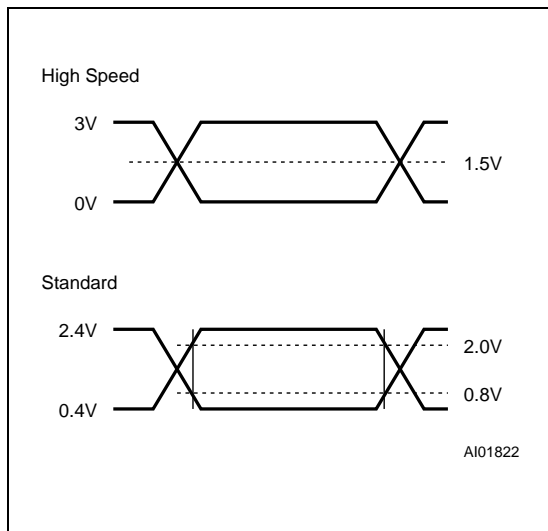 High Speed
3V
1.5V
0V
Standard
2.4V
2.0V
0.8V
0.4V
AI01822